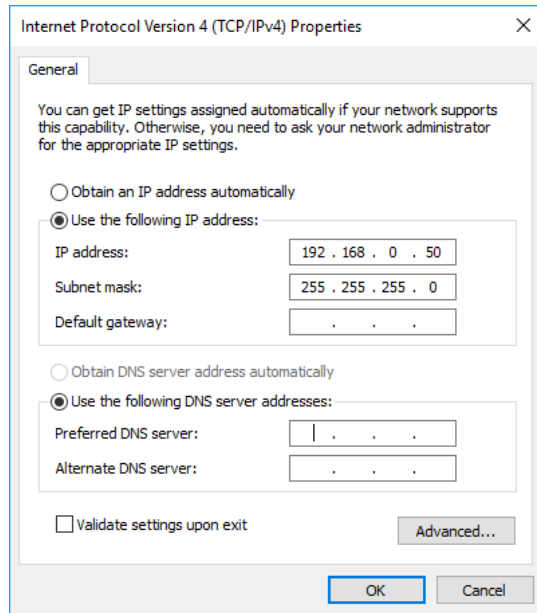 Internet Protocol Version 4 (TCP/IPv4) Properties
General
You can get IP settings assigned automatically if your network supports
this capability. Otherwise, you need to ask your network administrator
for the appropriate IP settings.
Obtain an IP address automatically
Use the following IP address:
IP address: 192 . 168 . 0 . 50
Subnet mask: 255 . 255 . 255 . 0
Default gateway: . . .
Obtain DNS server address automatically
Use the following DNS server addresses:
Preferred DNS server: . . .
Alternate DNS server: . . .
Validate settings upon exit
Advanced...
OK Cancel